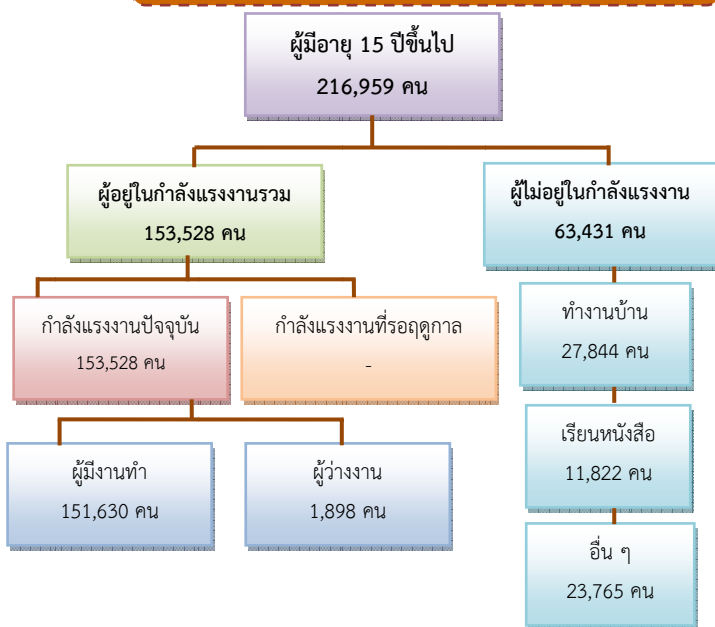 ผู้มีอายุ 15 ปีขึ้นไป
216,959 คน
ผู้อยู่ในกำลังแรงงานรวม
153,528 คน
ผู้ไม่อยู่ในกำลังแรงงาน
63,431 คน
กำลังแรงงานปัจจุบัน
153,528 คน
กำลังแรงงานที่รอฤดูกาล
-
ทำงานบ้าน
27,844 คน
ผู้มีงานทำ
151,630 คน
ผู้ว่างงาน
1,898 คน
เรียนหนังสือ
11,822 คน
อื่น ๆ
23,765 คน